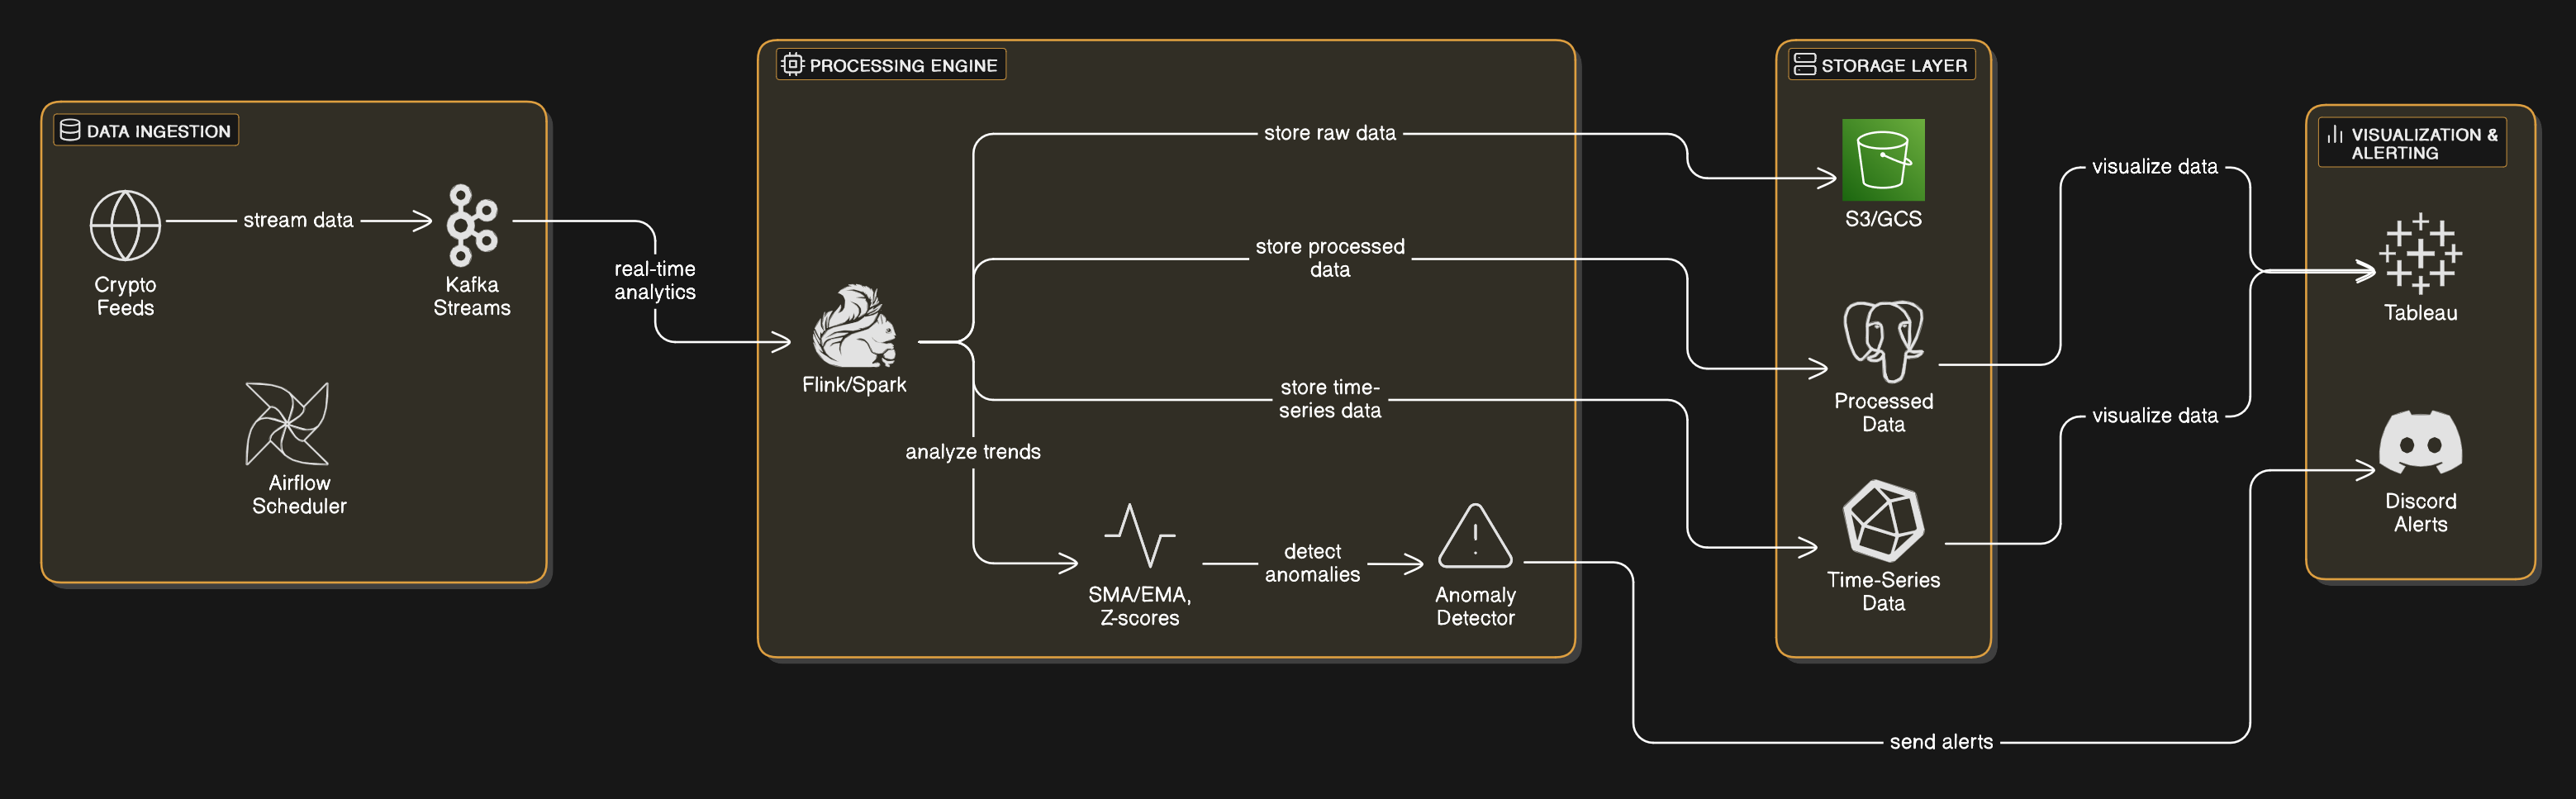 DATA INGESTION
Crypto
Feeds
stream data
Kafka
Streams
Airflow
Scheduler
real-time
analytics
PROCESSING ENGINE
Flink/Spark
store raw data
store processed
data
store time-
series data
analyze trends
SMA/EMA,
Z-scores
detect
anomalies
Anomaly
Detector
STORAGE LAYER
S3/GCS
Processed
Data
Time-Series
Data
visualize data
visualize data
send alerts
VISUALIZATION &
ALERTING
Tableau
Discord
Alerts